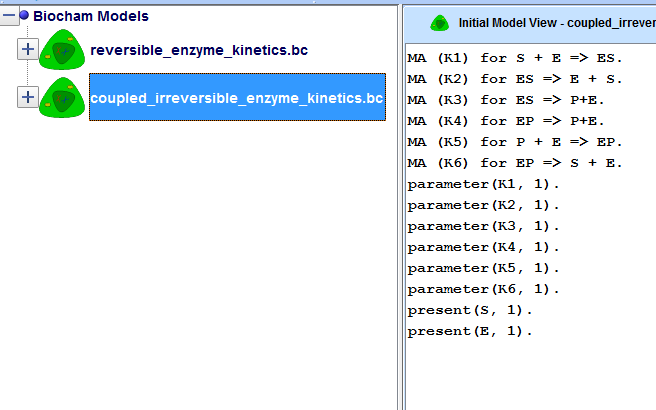 Biocham Models
reversible_enzyme_kinetics.bc
coupled_irreversible_enzyme_kinetics.bc
Initial Model View - coupled_irrever
MA (K1) for S + E => ES.
MA (K2) for ES => E + S.
MA (K3) for ES => P+E.
MA (K4) for EP => P+E.
MA (K5) for P + E => EP.
MA (K6) for EP => S + E.
parameter(K1, 1).
parameter(K2, 1).
parameter(K3, 1).
parameter(K4, 1).
parameter(K5, 1).
parameter(K6, 1).
present(S, 1).
present(E, 1).